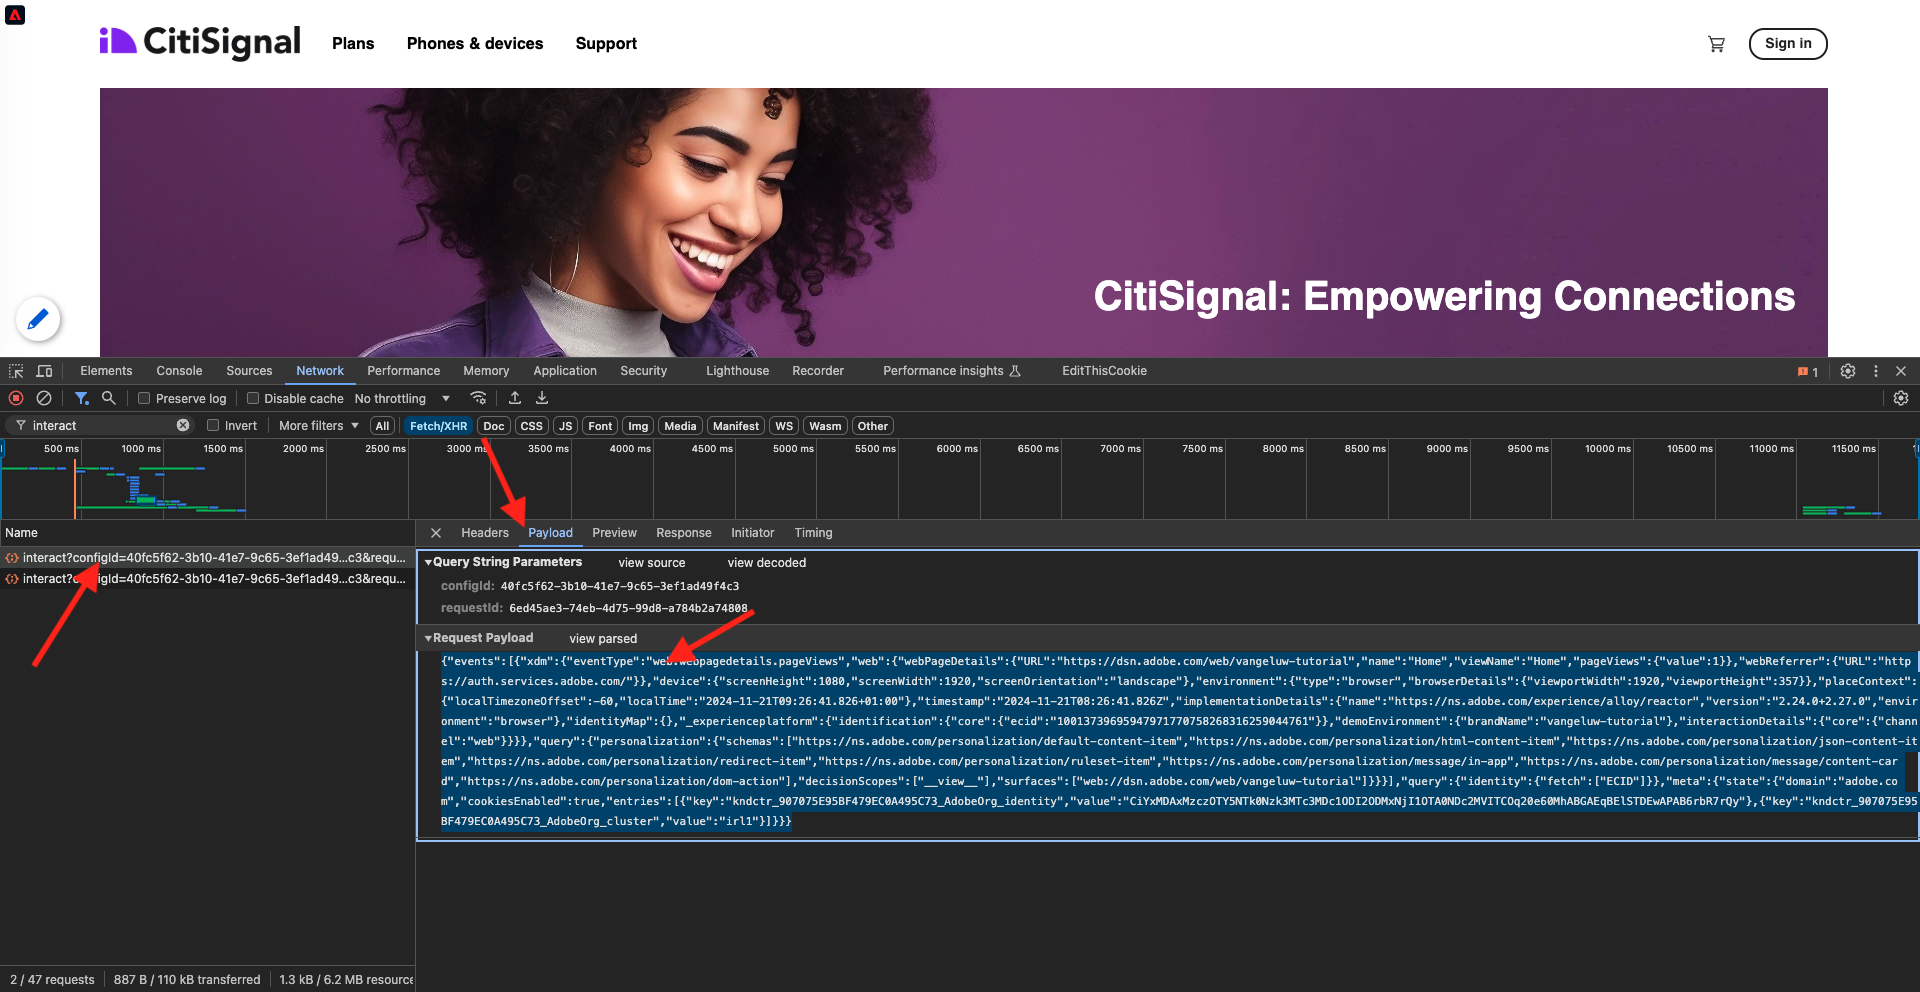 CitiSignal Plans Phones & devices Support Sign in
CitiSignal: Empowering Connections
Elements Console Sources Network Performance Memory Application Security Lighthouse Recorder Performance insights EditThisCookie 1
Preserve log Disable cache No throttling
interact Invert More filters All Fetch/XHR Doc CSS JS Font Img Media Manifest WS Wasm Other
500 ms 1000 ms 1500 ms 2000 ms 2500 ms 3000 ms 3500 ms 4000 ms 4500 ms 5000 ms 5500 ms 6000 ms 6500 ms 7000 ms 7500 ms 8000 ms 8500 ms 9000 ms 9500 ms 10000 ms 10500 ms 11000 ms 11500 ms
Name Headers Payload Preview Response Initiator Timing
interact?configId=40fc5f62-3b10-41e7-9c65-3ef1ad49...c3&requ...
interact?configId=40fc5f62-3b10-41e7-9c65-3ef1ad49...c3&requ...
Query String Parameters view source view decoded
configId: 40fc5f62-3b10-41e7-9c65-3ef1ad49f4c3
requestId: 6ed45ae3-74eb-4d75-99d8-a784b2a74808
Request Payload view parsed
{"events":[{"xdm":{"eventType":"web.webpagedetails.pageViews","web":{"webPageDetails":{"URL":"https://dsn.adobe.com/web/vangeluw-tutorial","name":"Home","viewName":"Home","pageViews":{"value":1}},"webReferrer":{"URL":"http
s://auth.services.adobe.com/"}},"device":{"screenHeight":1080,"screenWidth":1920,"screenOrientation":"landscape"},"environment":{"type":"browser","browserDetails":{"viewportWidth":1920,"viewportHeight":357}},"placeContext":
{"localTimezoneOffset":-60,"localTime":"2024-11-21T09:26:41.826+01:00"},"timestamp":"2024-11-21T08:26:41.826Z","implementationDetails":{"name":"https://ns.adobe.com/experience/alloy/reactor","version":"2.24.0+2.27.0","envir
onment":"browser"},"identityMap":{},"_experienceplatform":{"identification":{"core":{"ecid":"10013739695947971770758268316259044761"}},"demoEnvironment":{"brandName":"vangeluw-tutorial"},"interactionDetails":{"core":{"chann
el":"web"}}}},"query":{"personalization":{"schemas":["https://ns.adobe.com/personalization/default-content-item","https://ns.adobe.com/personalization/html-content-item","https://ns.adobe.com/personalization/json-content-it
em","https://ns.adobe.com/personalization/redirect-item","https://ns.adobe.com/personalization/ruleset-item","https://ns.adobe.com/personalization/message/in-app","https://ns.adobe.com/personalization/message/content-car
d","https://ns.adobe.com/personalization/dom-action"],"decisionScopes":["__view__"],"surfaces":["web://dsn.adobe.com/web/vangeluw-tutorial"]}}}],"query":{"identity":{"fetch":["ECID"]}},"meta":{"state":{"domain":"adobe.co
m","cookiesEnabled":true,"entries":[{"key":"kndctr_907075E95BF479EC0A495C73_AdobeOrg_identity","value":"CiYxMDAxMzczOTY5NTk0Nzk3MTc3MDc1ODI2ODMxNjI1OTA0NDc2MVITCOq20e60MhABGAEqBElSTDEwAPAB6rbR7rQy"},{"key":"kndctr_907075E95
BF479EC0A495C73_AdobeOrg_cluster","value":"irl1"}]}}}
2 / 47 requests 887 B / 110 kB transferred 1.3 kB / 6.2 MB resource